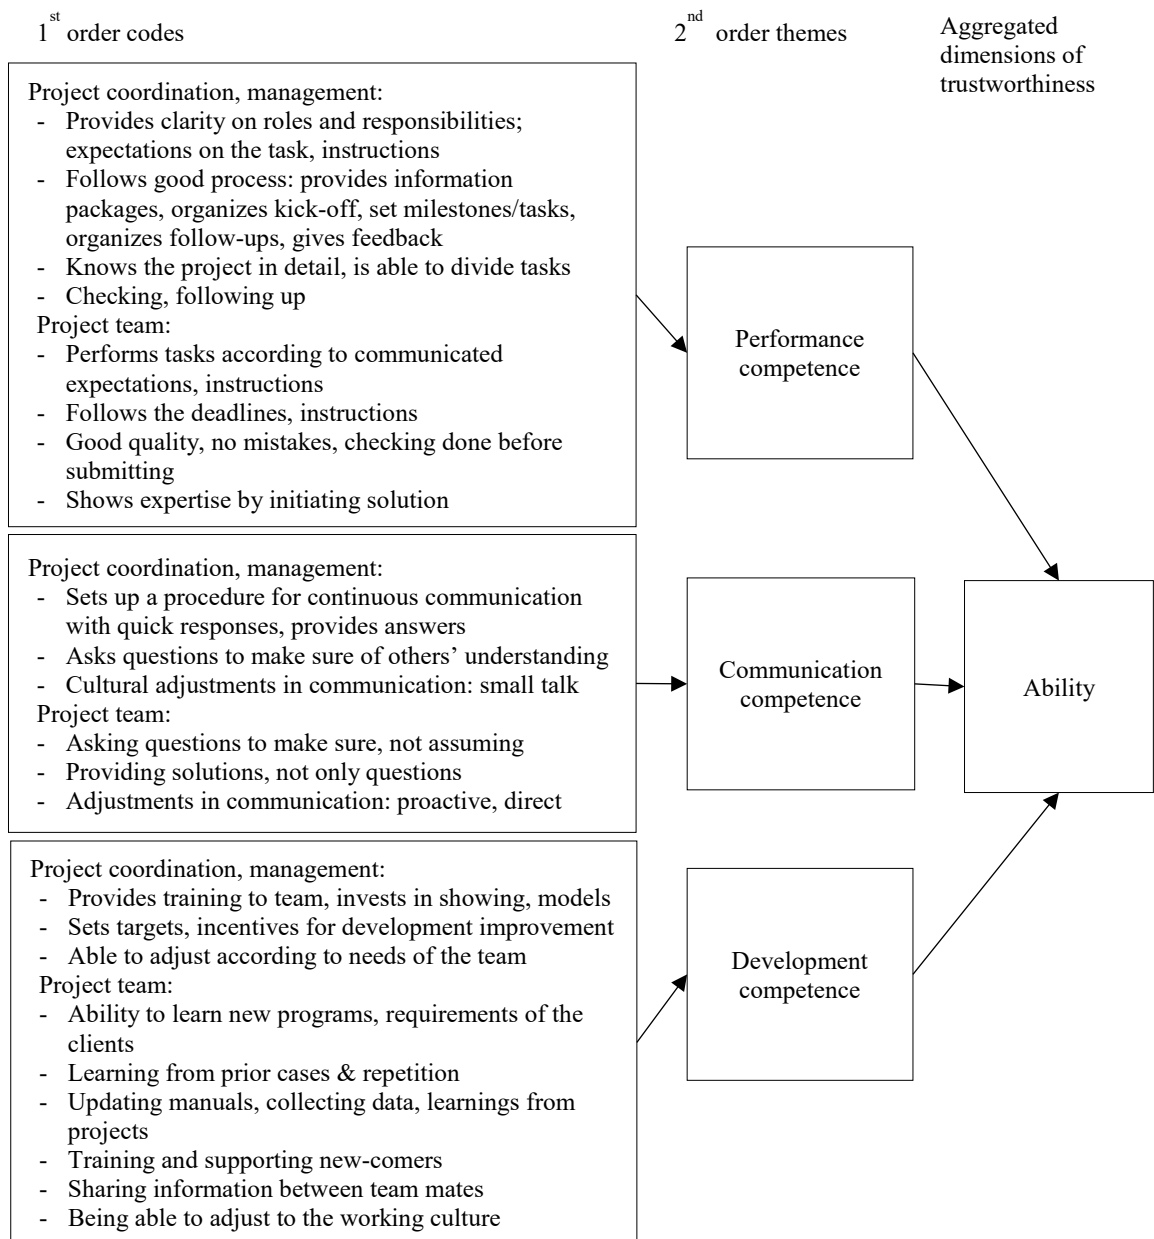 1st order codes
2nd order themes
Aggregated
dimensions of
trustworthiness
Project coordination, management:
- Provides clarity on roles and responsibilities;
expectations on the task, instructions
- Follows good process: provides information
packages, organizes kick-off, set milestones/tasks,
organizes follow-ups, gives feedback
- Knows the project in detail, is able to divide tasks
- Checking, following up
Project team:
- Performs tasks according to communicated
expectations, instructions
- Follows the deadlines, instructions
- Good quality, no mistakes, checking done before
submitting
- Shows expertise by initiating solution
Performance
competence
Project coordination, management:
- Sets up a procedure for continuous communication
with quick responses, provides answers
- Asks questions to make sure of others’ understanding
- Cultural adjustments in communication: small talk
Project team:
- Asking questions to make sure, not assuming
- Providing solutions, not only questions
- Adjustments in communication: proactive, direct
Communication
competence
Ability
Project coordination, management:
- Provides training to team, invests in showing, models
- Sets targets, incentives for development improvement
- Able to adjust according to needs of the team
Project team:
- Ability to learn new programs, requirements of the
clients
- Learning from prior cases & repetition
- Updating manuals, collecting data, learnings from
projects
- Training and supporting new-comers
- Sharing information between team mates
- Being able to adjust to the working culture
Development
competence